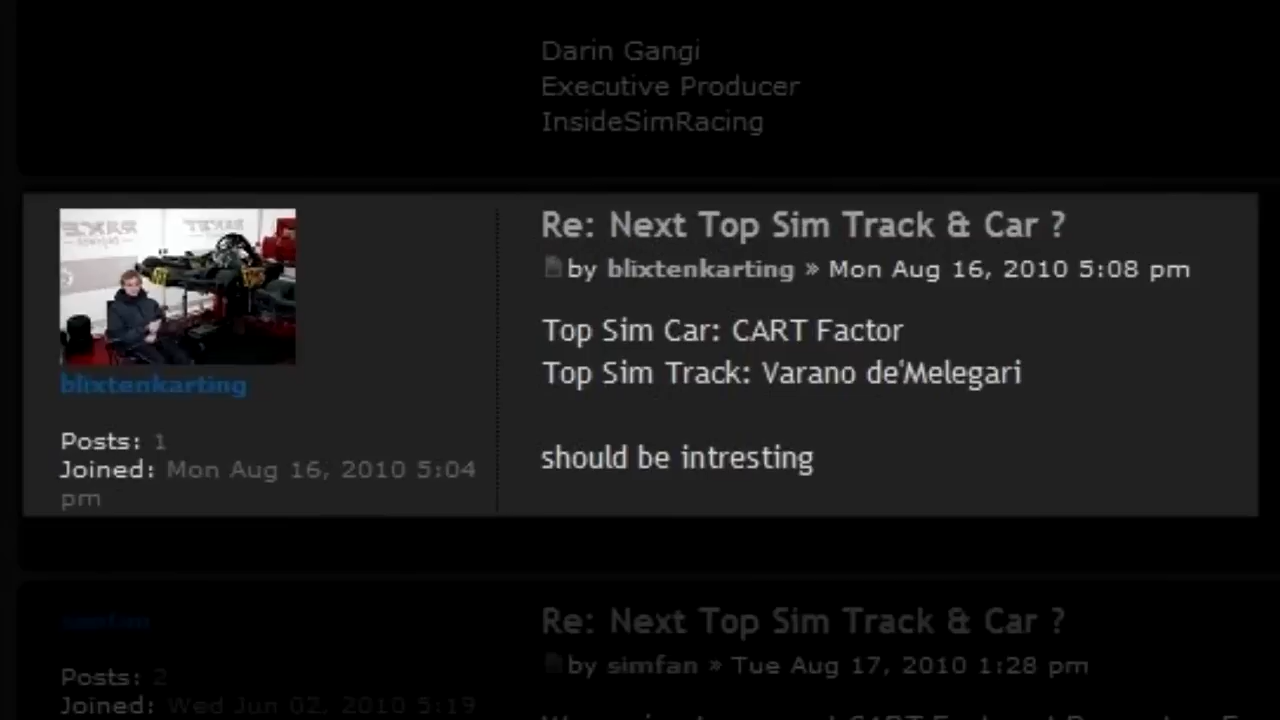 Darin Gangi
Executive Producer
InsideSimRacing
Re: Next Top Sim Track & Car ?
by blixtenkarting » Mon Aug 16, 2010 5:08 pm
Top Sim Car: CART Factor
Top Sim Track: Varano de'Melegari
should be intresting
blixtenkarting
Posts: 1
Joined: Mon Aug 16, 2010 5:04
pm
Re: Next Top Sim Track & Car ?
by simfan » Tue Aug 17, 2010 1:28 pm
simfan
Posts: 2
Joined: Wed Jun 02, 2010 5:19